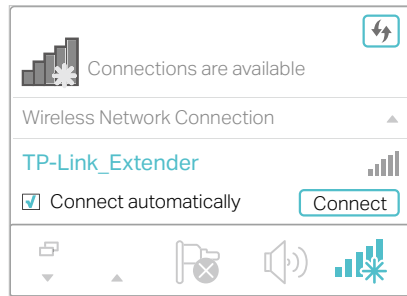 Connections are available
Wireless Network Connection
TP-Link_Extender
Connect automatically
Connect